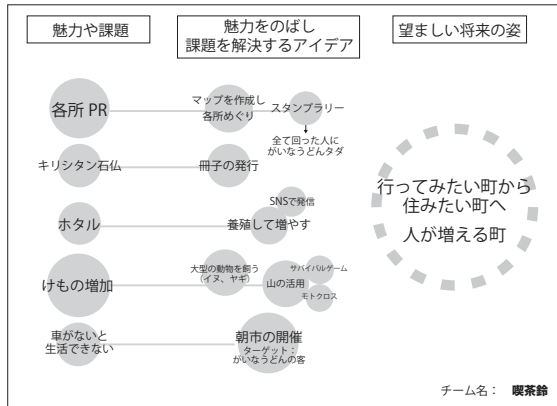 魅力や課題
魅力をのばし
課題を解決するアイデア
望ましい将来の姿
各所 PR
マップを作成し
各所めぐり
スタンプラリー
全て回った人に
がいなうどんタダ
キリシタン石仏
冊子の発行
SNSで発信
ホタル
養殖して増やす
けもの増加
大型の動物を飼う
（イヌ、ヤギ）
山の活用
サバイバルゲーム
モトクロス
車がないと
生活できない
朝市の開催
ターゲット：
がいなうどんの客
行ってみたい町から
住みたい町へ
人が増える町
チーム名： 喫茶鈴